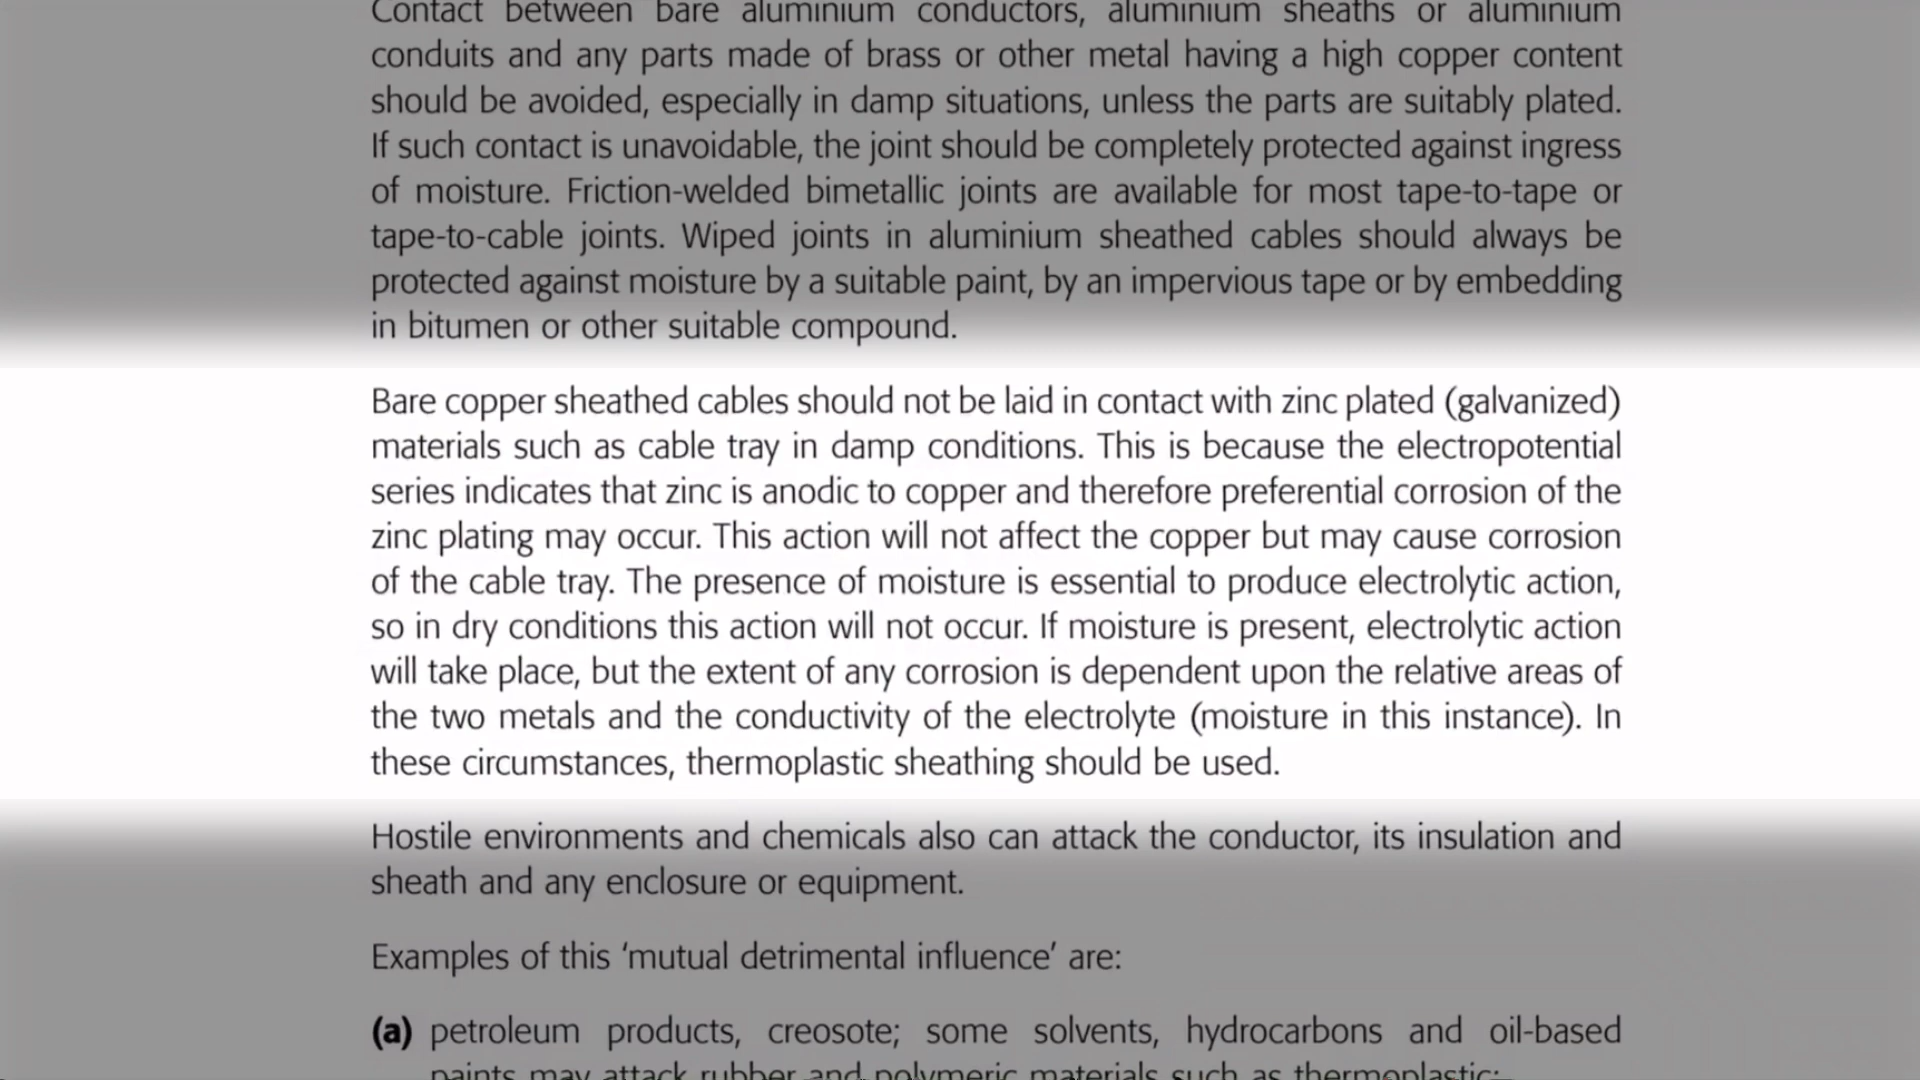 Contact between bare aluminium conductors, aluminium sheaths or aluminium
conduits and any parts made of brass or other metal having a high copper content
should be avoided, especially in damp situations, unless the parts are suitably plated.
If such contact is unavoidable, the joint should be completely protected against ingress
of moisture. Friction-welded bimetallic joints are available for most tape-to-tape or
tape-to-cable joints. Wiped joints in aluminium sheathed cables should always be
protected against moisture by a suitable paint, by an impervious tape or by embedding
in bitumen or other suitable compound.
Bare copper sheathed cables should not be laid in contact with zinc plated (galvanized)
materials such as cable tray in damp conditions. This is because the electropotential
series indicates that zinc is anodic to copper and therefore preferential corrosion of the
zinc plating may occur. This action will not affect the copper but may cause corrosion
of the cable tray. The presence of moisture is essential to produce electrolytic action,
so in dry conditions this action will not occur. If moisture is present, electrolytic action
will take place, but the extent of any corrosion is dependent upon the relative areas of
the two metals and the conductivity of the electrolyte (moisture in this instance). In
these circumstances, thermoplastic sheathing should be used.
Hostile environments and chemicals also can attack the conductor, its insulation and
sheath and any enclosure or equipment.
Examples of this ‘mutual detrimental influence’ are:
(a) petroleum products, creosote; some solvents, hydrocarbons and oil-based
paints may attack rubber and polymeric materials such as thermoplastic;